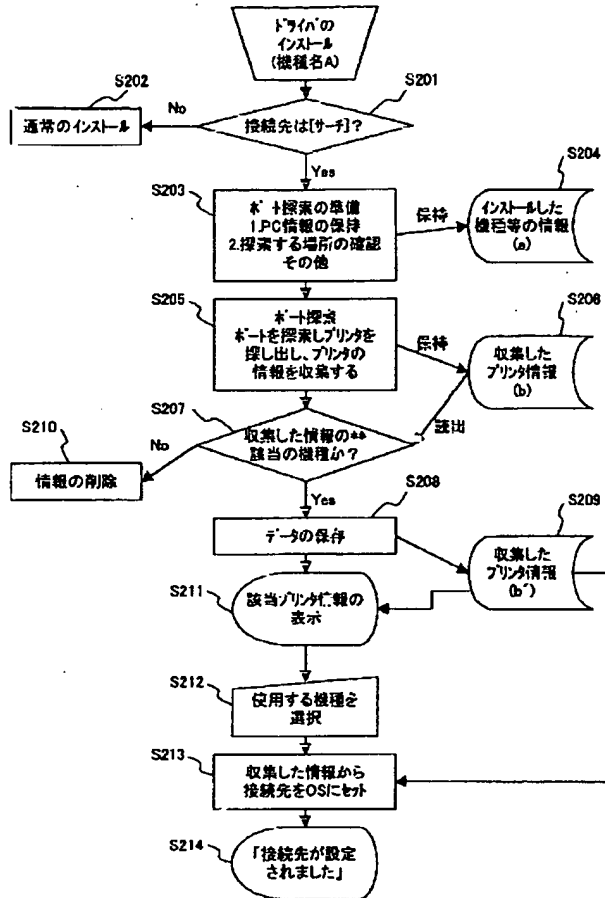 ドライバの
インストール
(機種名A)
S201
接続先は[サーチ]?
No
S202
通常のインストール
Yes
S203
ポート探索の準備
1.PC情報の保持
2.探索する場所の確認
その他
保持
S204
インストールした
機種等の情報
(a)
S205
ポート探索
ポートを探索しプリンタを
探し出し、プリンタの
情報を収集する
保持
S206
収集した
プリンタ情報
(b)
読出
S207
収集した情報の**
該当の機種か?
No
S210
情報の削除
Yes
S208
データの保存
S209
収集した
プリンタ情報
(b')
S211
該当プリンタ情報の
表示
S212
使用する機種を
選択
S213
収集した情報から
接続先をOSにセット
S214
「接続先が設定
されました」